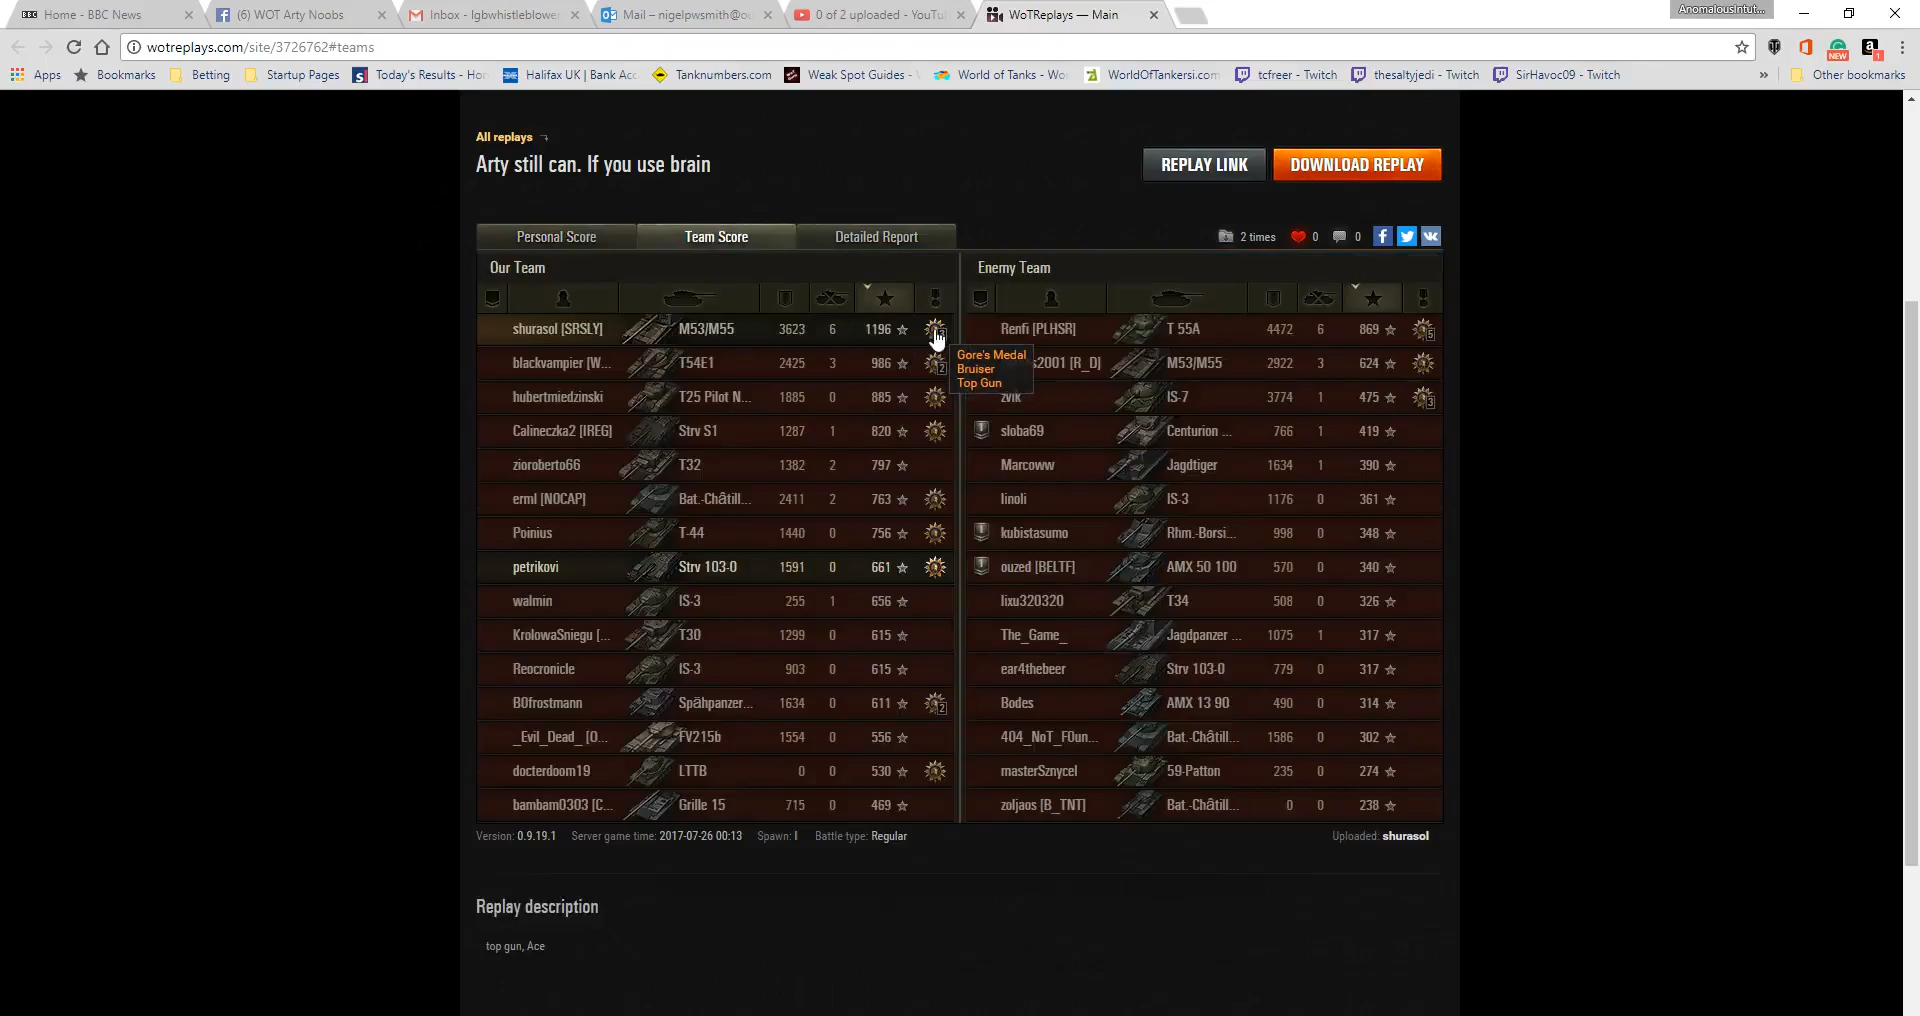 Home - BBC News
(6) WOT Arty Noobs
Inbox - lgbwhistleblower
Mail – nigelpwsmith@ou
0 of 2 uploaded - YouTu
WoTReplays — Main
AnomalousIntut...
wotreplays.com/site/3726762#teams
Apps
Bookmarks
Betting
Startup Pages
Today's Results - Hor
Halifax UK | Bank Acc
Tanknumbers.com
Weak Spot Guides -
World of Tanks - Wo
WorldOfTankersi.com
tcfreer - Twitch
thesaltyjedi - Twitch
SirHavoc09 - Twitch
» Other bookmarks
All replays
Arty still can. If you use brain
REPLAY LINK
DOWNLOAD REPLAY
Personal Score Team Score Detailed Report
2 times 0 0
Our Team
Enemy Team
shurasol [SRSLY] M53/M55 3623 6 1196
Renfi [PLHSR] T 55A 4472 6 869 5
blackvampier [W... T54E1 2425 3 986 2
s2001 [R_D] M53/M55 2922 3 624
Gore's Medal
Bruiser
Top Gun
hubertmiedzinski T25 Pilot N... 1885 0 885
zvik IS-7 3774 1 475 3
Calineczka2 [IREG] Strv S1 1287 1 820
sloba69 Centurion ... 766 1 419
zioroberto66 T32 1382 2 797
Marcoww Jagdtiger 1634 1 390
erml [NOCAP] Bat.-Châtill... 2411 2 763
linoli IS-3 1176 0 361
Poinius T-44 1440 0 756
kubistasumo Rhm.-Borsi... 998 0 348
petrikovi Strv 103-0 1591 0 661
ouzed [BELTF] AMX 50 100 570 0 340
walmin IS-3 255 1 656
lixu320320 T34 508 0 326
KrolowaSniegu [... T30 1299 0 615
The_Game_ Jagdpanzer ... 1075 1 317
Reocronicle IS-3 903 0 615
ear4thebeer Strv 103-0 779 0 317
B0frostmann Spähpanzer... 1634 0 611 2
Bodes AMX 13 90 490 0 314
_Evil_Dead_ [O... FV215b 1554 0 556
404_NoT_F0un... Bat.-Châtill... 1586 0 302
docterdoom19 LTTB 0 0 530
masterSznycel 59-Patton 235 0 274
bambam0303 [C... Grille 15 715 0 469
zoljaos [B_TNT] Bat.-Châtill... 0 0 238
Version: 0.9.19.1 Server game time: 2017-07-26 00:13 Spawn: I Battle type: Regular
Uploaded: shurasol
Replay description
top gun, Ace